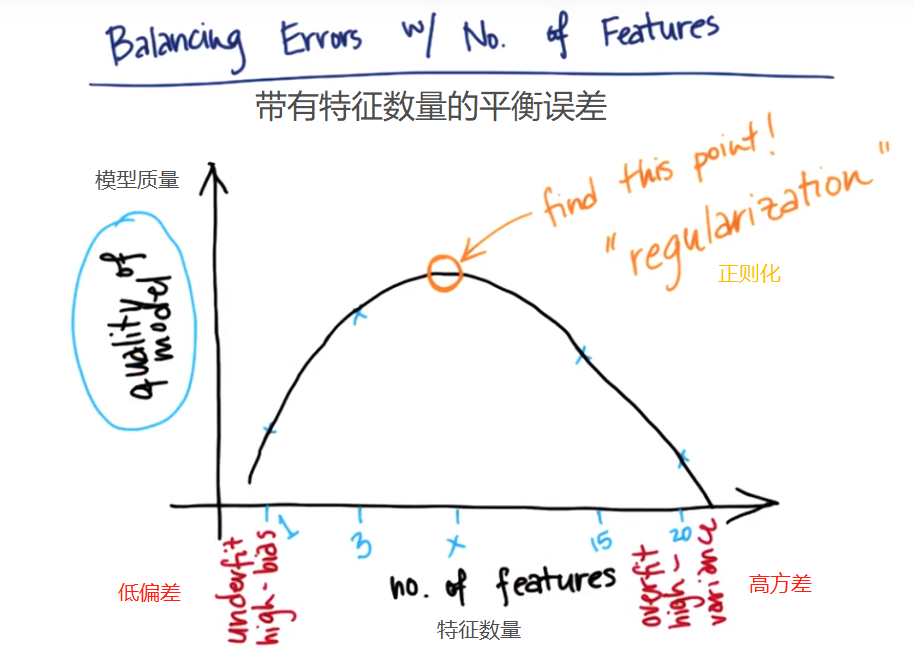 Balancing Errors w/ No. of Features
带有特征数量的平衡误差
模型质量
find this point!
"regularization"
正则化
quality of
model
1
3
x
15
20
underfit
high-bias
低偏差
no. of features
特征数量
overfit
high-
variance
高方差